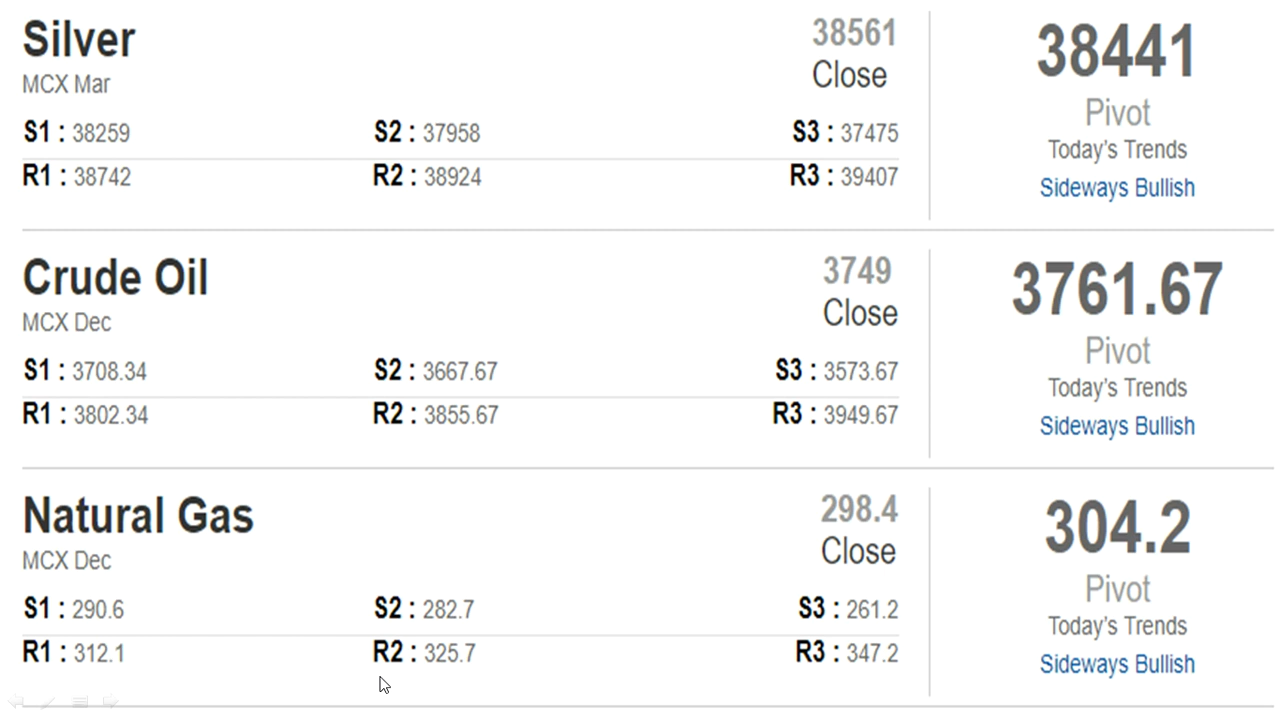 Silver
MCX Mar
38561
Close
S1 : 38259 S2 : 37958 S3 : 37475
R1 : 38742 R2 : 38924 R3 : 39407
38441
Pivot
Today's Trends
Sideways Bullish
Crude Oil
MCX Dec
3749
Close
S1 : 3708.34 S2 : 3667.67 S3 : 3573.67
R1 : 3802.34 R2 : 3855.67 R3 : 3949.67
3761.67
Pivot
Today's Trends
Sideways Bullish
Natural Gas
MCX Dec
298.4
Close
S1 : 290.6 S2 : 282.7 S3 : 261.2
R1 : 312.1 R2 : 325.7 R3 : 347.2
304.2
Pivot
Today's Trends
Sideways Bullish